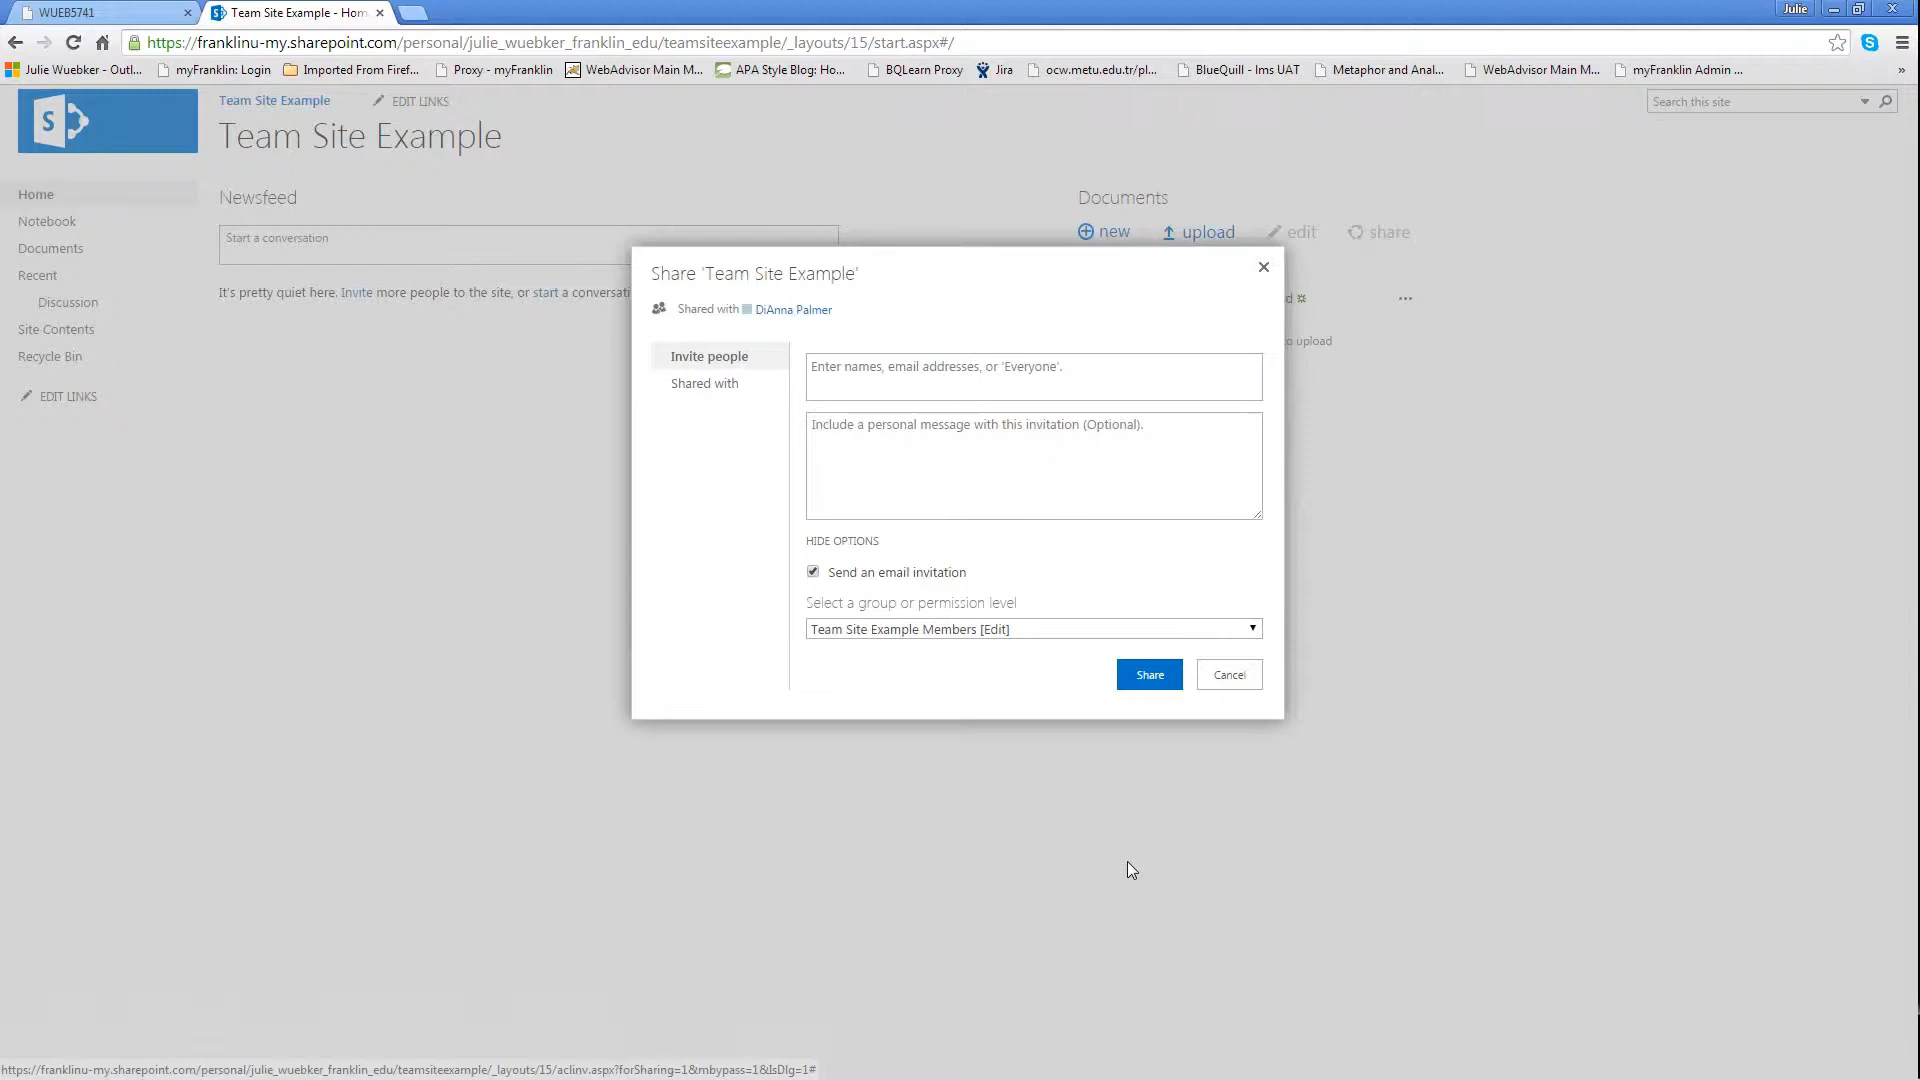 WUEB5741
Team Site Example - Hom
Julie
https://franklinu-my.sharepoint.com/personal/julie_wuebker_franklin_edu/teamsiteexample/_layouts/15/start.aspx#/
Julie Wuebker - Outl...
myFranklin: Login
Imported From Firef...
Proxy - myFranklin
WebAdvisor Main M...
APA Style Blog: Ho...
BQLearn Proxy
Jira
ocw.metu.edu.tr/pl...
BlueQuill - Ims UAT
Metaphor and Anal...
WebAdvisor Main M...
myFranklin Admin ...
»
S
Team Site Example
EDIT LINKS
Search this site
Team Site Example
Home
Notebook
Documents
Recent
Discussion
Site Contents
Recycle Bin
EDIT LINKS
Newsfeed
Start a conversation
It's pretty quiet here. Invite more people to the site, or start a conversati
Documents
new
upload
edit
share
d
...
o upload
Share 'Team Site Example'
Shared with DiAnna Palmer
Invite people
Shared with
Enter names, email addresses, or 'Everyone'.
Include a personal message with this invitation (Optional).
HIDE OPTIONS
Send an email invitation
Select a group or permission level
Team Site Example Members [Edit]
Share
Cancel
https://franklinu-my.sharepoint.com/personal/julie_wuebker_franklin_edu/teamsiteexample/_layouts/15/aclinv.aspx?forSharing=1&mbypass=1&IsDlg=1#